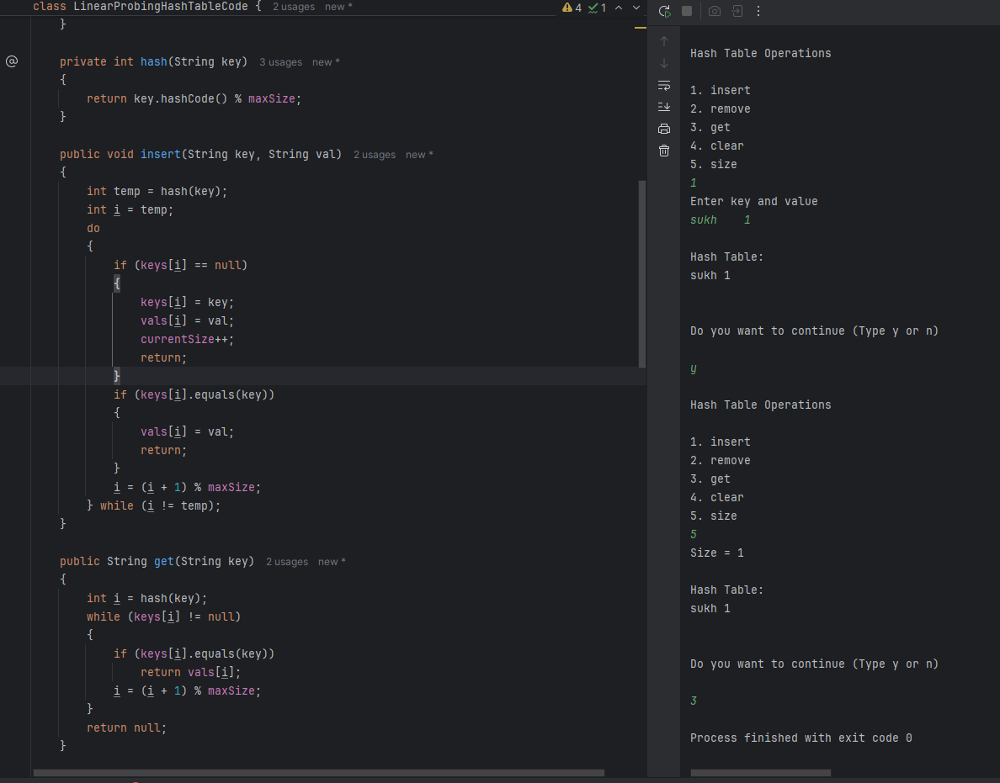 class LinearProbingHashTableCode {  2 usages  new *
4  1
}
private int hash(String key)  3 usages  new *
{
return key.hashCode() % maxSize;
}
public void insert(String key, String val)  2 usages  new *
{
int temp = hash(key);
int i = temp;
do
{
if (keys[i] == null)
{
keys[i] = key;
vals[i] = val;
currentSize++;
return;
}
if (keys[i].equals(key))
{
vals[i] = val;
return;
}
i = (i + 1) % maxSize;
} while (i != temp);
}
public String get(String key)  2 usages  new *
{
int i = hash(key);
while (keys[i] != null)
{
if (keys[i].equals(key))
return vals[i];
i = (i + 1) % maxSize;
}
return null;
}
Hash Table Operations
1. insert
2. remove
3. get
4. clear
5. size
1
Enter key and value
sukh    1
Hash Table:
sukh 1
Do you want to continue (Type y or n)
y
Hash Table Operations
1. insert
2. remove
3. get
4. clear
5. size
5
Size = 1
Hash Table:
sukh 1
Do you want to continue (Type y or n)
3
Process finished with exit code 0